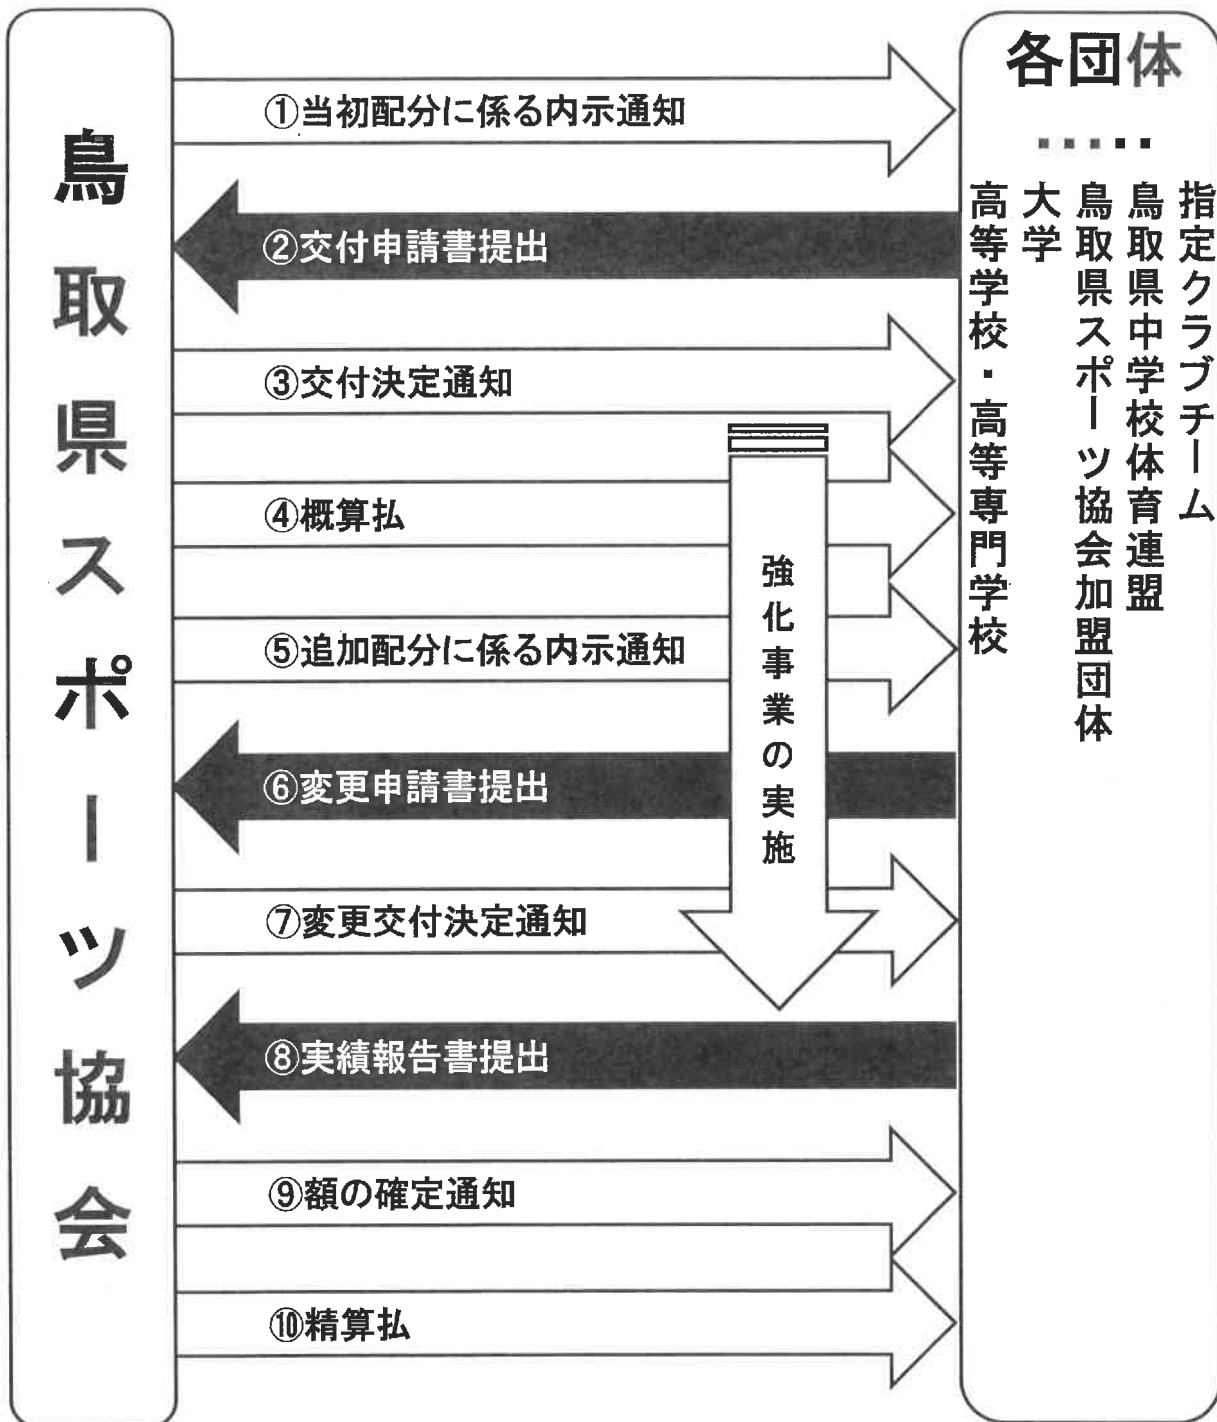 鳥取県スポーツ協会
①当初配分に係る内示通知
②交付申請書提出
③交付決定通知
④概算払
⑤追加配分に係る内示通知
⑥変更申請書提出
⑦変更交付決定通知
⑧実績報告書提出
⑨額の確定通知
⑩精算払
強化事業の実施
各団体
・指定クラブチーム
・鳥取県中学校体育連盟
・鳥取県スポーツ協会加盟団体
・大学
・高等学校・高等専門学校